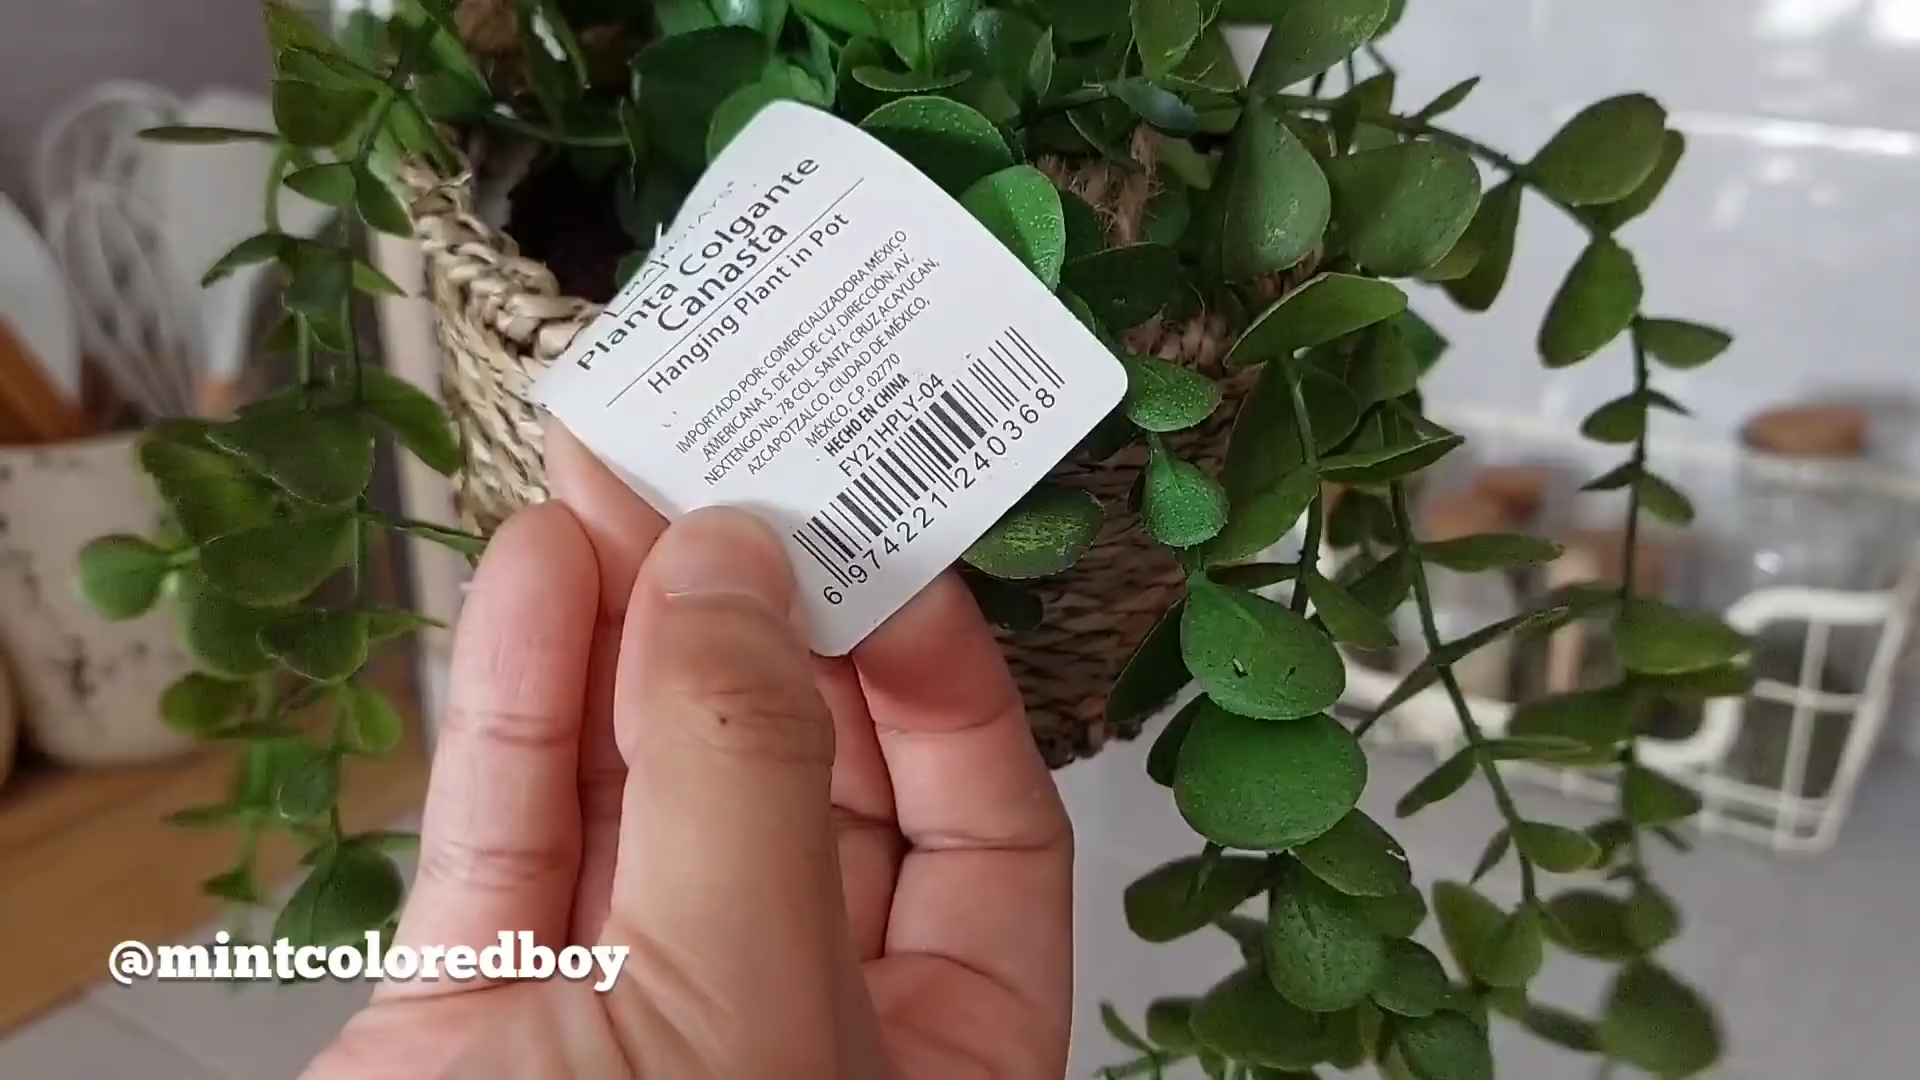 Planta Colgante
Canasta
Hanging Plant in Pot
IMPORTADO POR: COMERCIALIZADORA MÉXICO
AMERICANA S. DE R.L. DE C.V. DIRECCIÓN: AV.
NEXTENGO No. 78 COL. SANTA CRUZ ACAYUCAN,
AZCAPOTZALCO, CIUDAD DE MÉXICO,
MÉXICO, C.P. 02770
HECHO EN CHINA
FY21HPLY-04
6 974221 240368
@mintcoloredboy